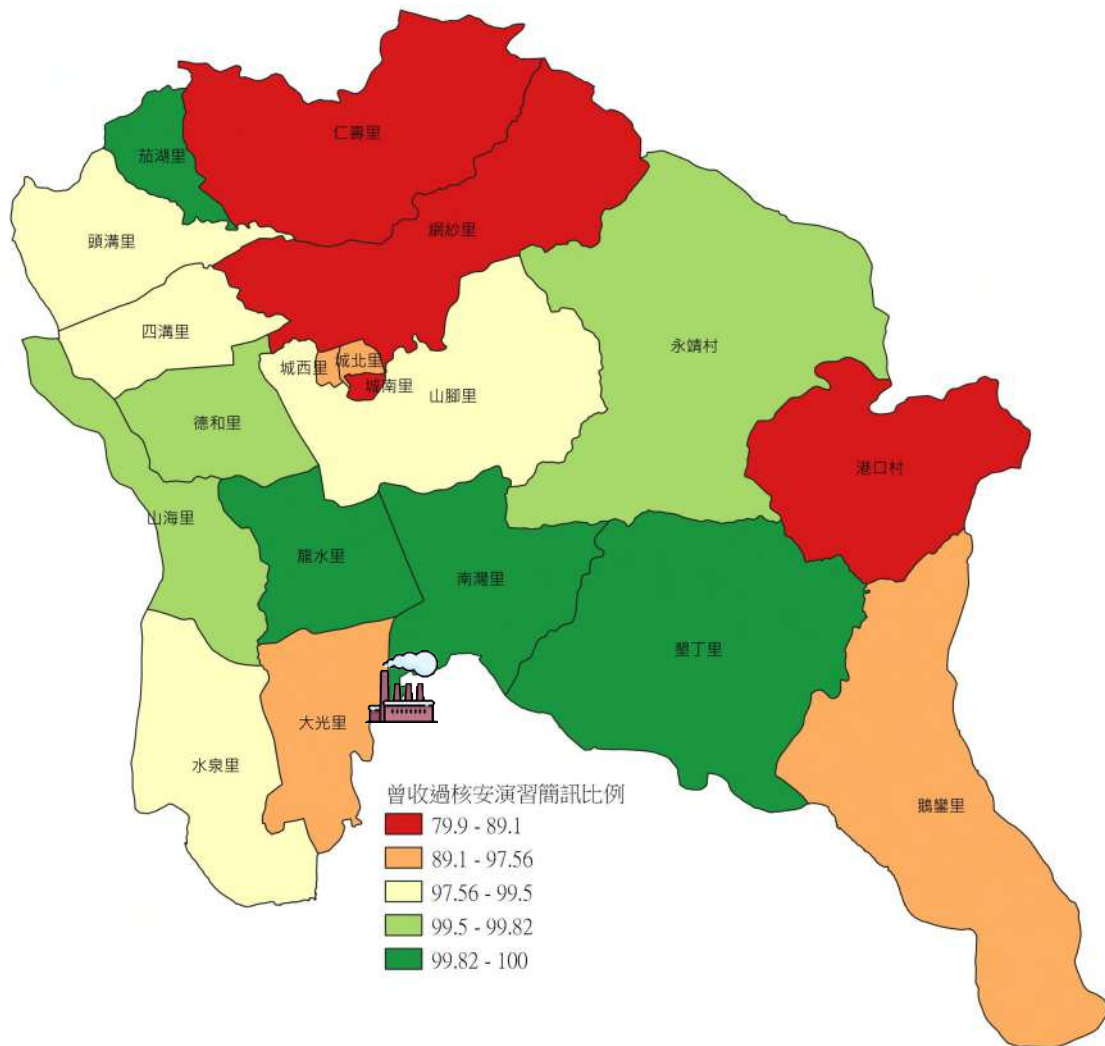 仁壽里
茄湖里
網紗里
頭溝里
四溝里
永靖村
城西里
城北里
城南里
山腳里
德和里
港口村
山海里
龍水里
南灣里
墾丁里
大光里
水泉里
鵝鑾里
曾收過核安演習簡訊比例
79.9 - 89.1
89.1 - 97.56
97.56 - 99.5
99.5 - 99.82
99.82 - 100